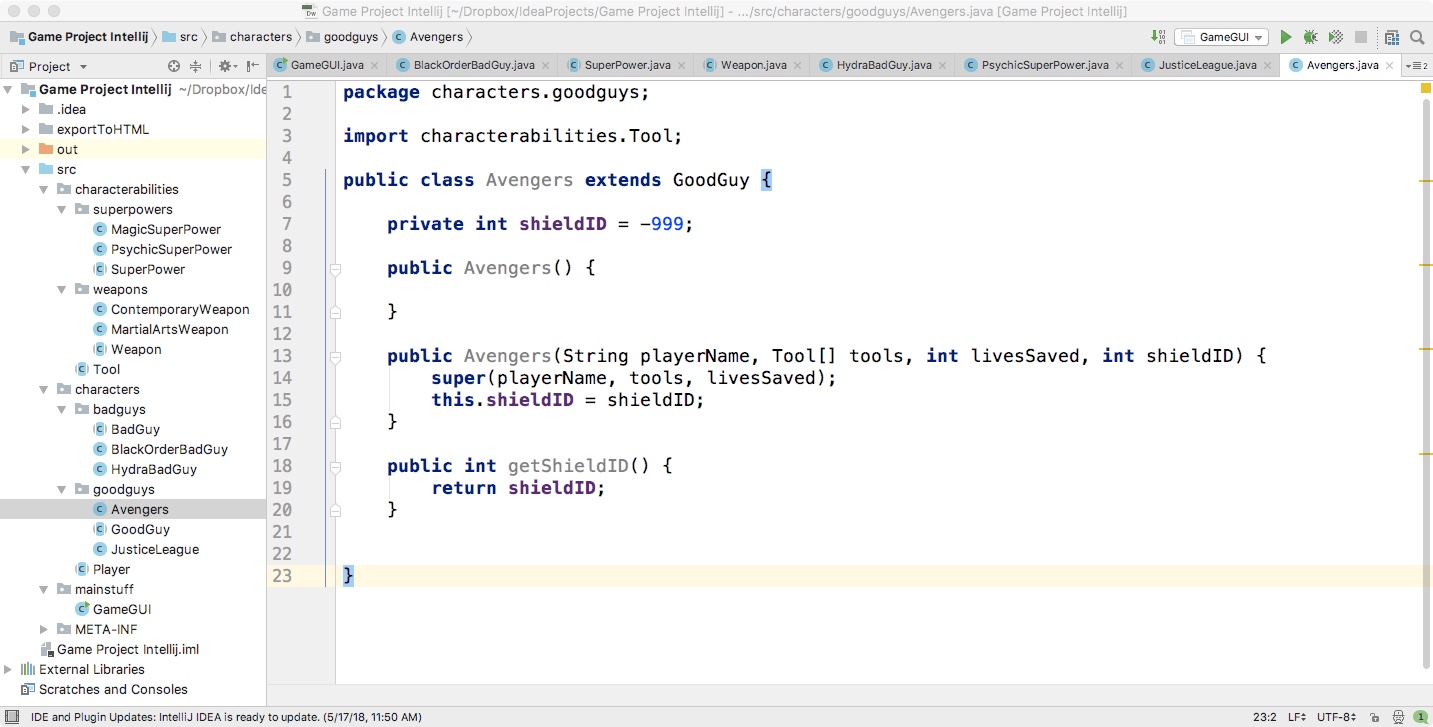 Game Project Intellij [~/Dropbox/IdeaProjects/Game Project Intellij] - .../src/characters/goodguys/Avengers.java [Game Project Intellij]
Game Project Intellij src characters goodguys Avengers GameGUI
Project GameGUI.java BlackOrderBadGuy.java SuperPower.java Weapon.java HydraBadGuy.java PsychicSuperPower.java JusticeLeague.java Avengers.java
Game Project Intellij ~/Dropbox/Ide
.idea
exportToHTML
out
src
characterabilities
superpowers
MagicSuperPower
PsychicSuperPower
SuperPower
weapons
ContemporaryWeapon
MartialArtsWeapon
Weapon
Tool
characters
badguys
BadGuy
BlackOrderBadGuy
HydraBadGuy
goodguys
Avengers
GoodGuy
JusticeLeague
Player
mainstuff
GameGUI
META-INF
Game Project Intellij.iml
External Libraries
Scratches and Consoles
1 package characters.goodguys;
2
3 import characterabilities.Tool;
4
5 public class Avengers extends GoodGuy {
6
7 private int shieldID = -999;
8
9 public Avengers() {
10
11 }
12
13 public Avengers(String playerName, Tool[] tools, int livesSaved, int shieldID) {
14 super(playerName, tools, livesSaved);
15 this.shieldID = shieldID;
16 }
17
18 public int getShieldID() {
19 return shieldID;
20 }
21
22
23 }
IDE and Plugin Updates: IntelliJ IDEA is ready to update. (5/17/18, 11:50 AM) 23:2 LF UTF-8 1